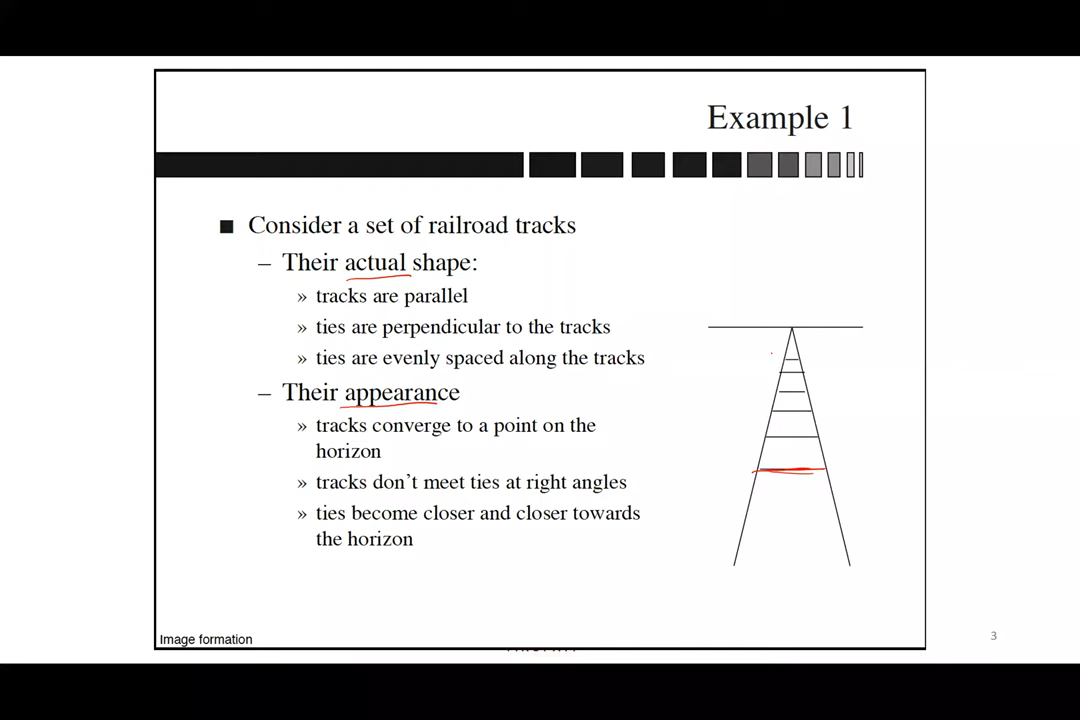 Example 1
■ Consider a set of railroad tracks
– Their actual shape:
» tracks are parallel
» ties are perpendicular to the tracks
» ties are evenly spaced along the tracks
– Their appearance
» tracks converge to a point on the
horizon
» tracks don't meet ties at right angles
» ties become closer and closer towards
the horizon
Image formation
3